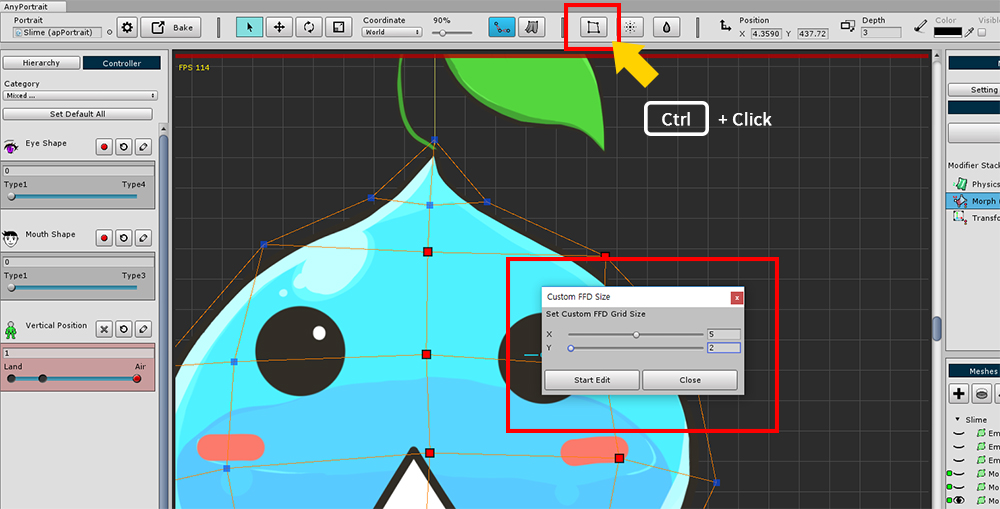 AnyPortrait
Portrait
Slime (apPortrait)
Bake
Coordinate
World
90%
Position
X 4.3590 Y 437.72
Depth
3
Color
Visibl
Hierarchy
Controller
Category
Mixed ...
Set Default All
Eye Shape
0
Type1 Type4
Mouth Shape
0
Type1 Type3
Vertical Position
1
Land Air
FPS 114
Ctrl + Click
Custom FFD Size
x
Set Custom FFD Grid Size
X 5
Y 2
Start Edit Close
Setting
Modifier Stack
Physics
Morph (
Transfo
Meshes
Slime
Em
Em
Em
Mo
Mo
Mo